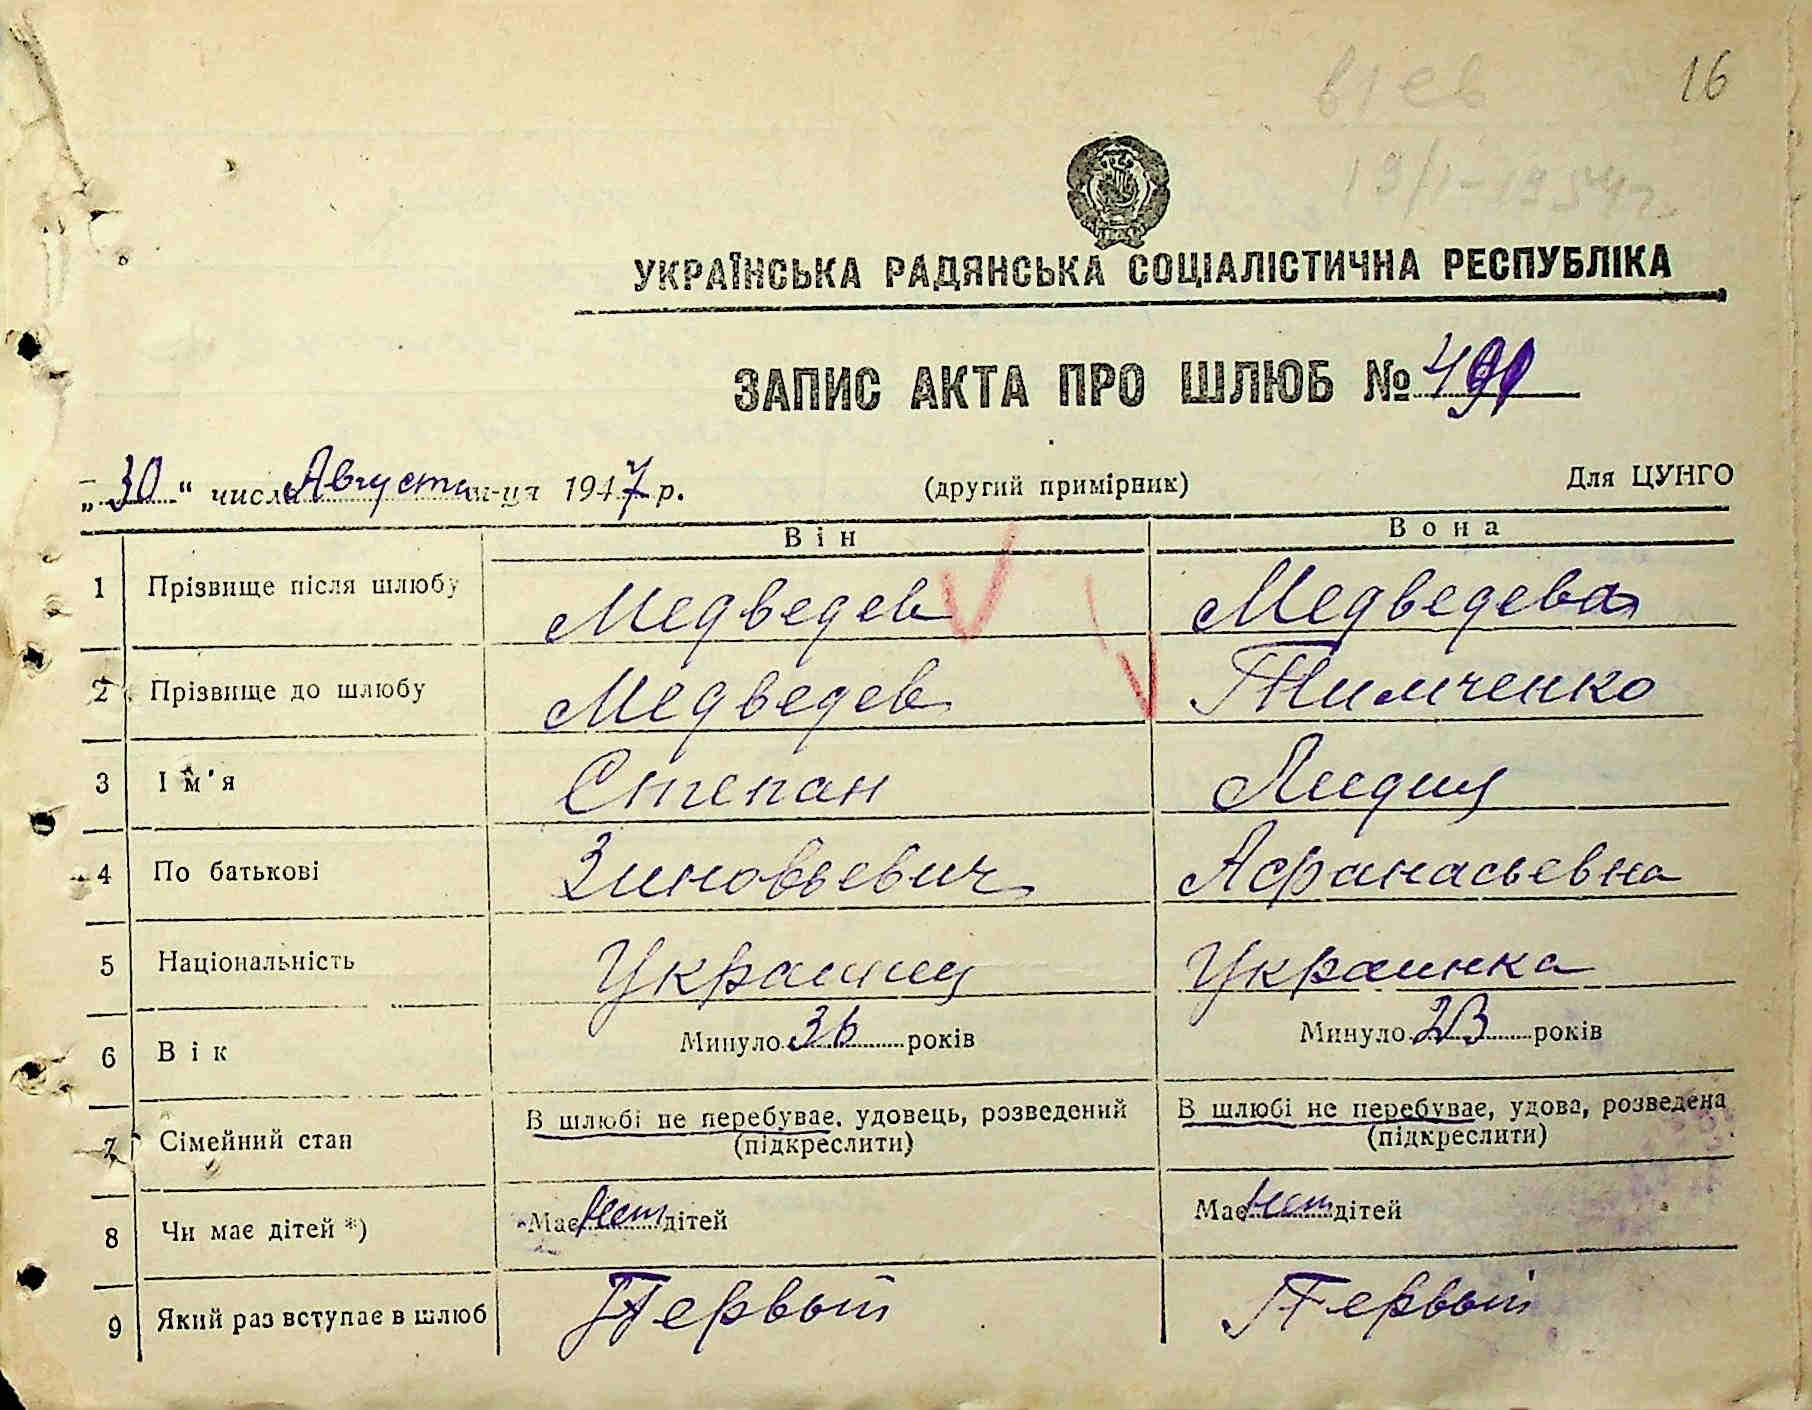 16
19/I-1954г.
УКРАЇНСЬКА РАДЯНСЬКА СОЦІАЛІСТИЧНА РЕСПУБЛІКА
ЗАПИС АКТА ПРО ШЛЮБ № 491
„30“ числа Августа м-ця 1947 р. (другий примірник) Для ЦУНГО
Він Вона
1 Прізвище після шлюбу Медведев Медведева
2 Прізвище до шлюбу Медведев Тимченко
3 Ім'я Степан Лидия
4 По батькові Зиновьевич Афанасьевна
5 Національність Украинец Украинка
6 Вік Минуло 36 років Минуло 23 років
7 Сімейний стан В шлюбі не перебуває, удовець, розведений В шлюбі не перебуває, удова, розведена
(підкреслити) (підкреслити)
8 Чи має дітей *) Має нет дітей Має нет дітей
9 Який раз вступає в шлюб Первый Первый